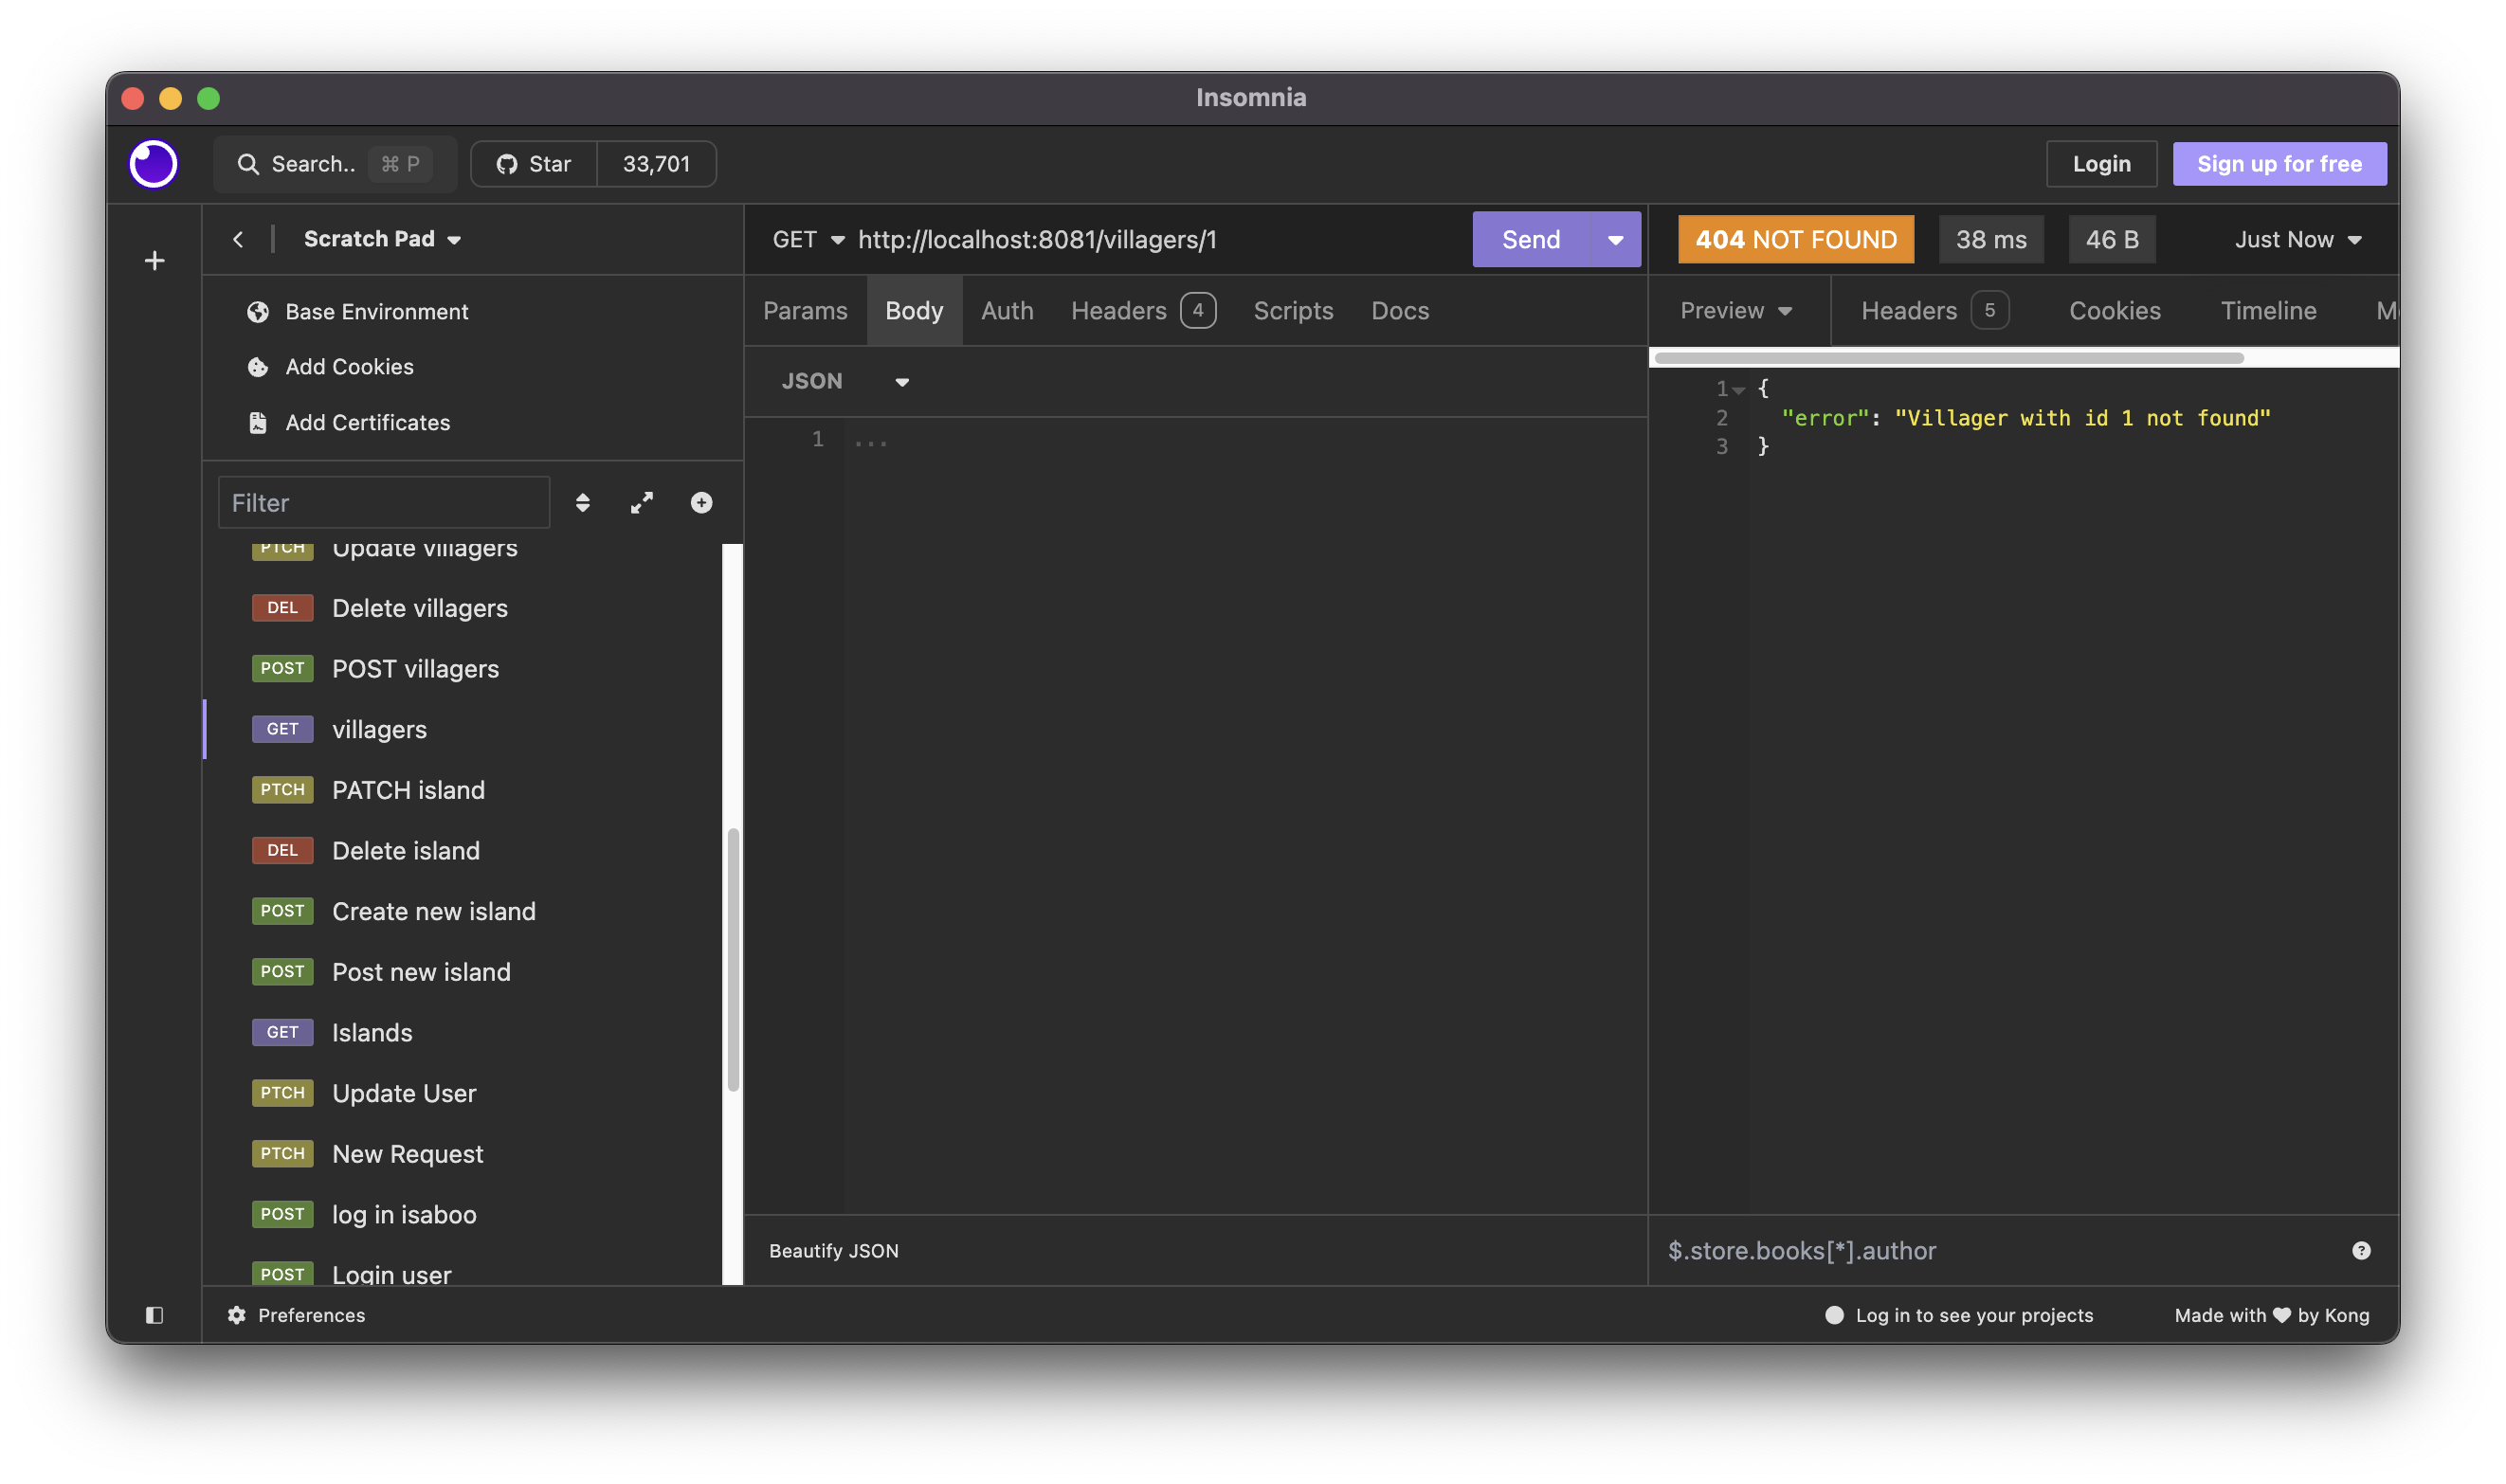 Insomnia
Search.. ⌘ P
Star 33,701
Login
Sign up for free
Scratch Pad
Base Environment
Add Cookies
Add Certificates
Filter
PTCH Update villagers
DEL Delete villagers
POST POST villagers
GET villagers
PTCH PATCH island
DEL Delete island
POST Create new island
POST Post new island
GET Islands
PTCH Update User
PTCH New Request
POST log in isaboo
POST Login user
GET http://localhost:8081/villagers/1
Send
Params Body Auth Headers 4 Scripts Docs
JSON
1 ...
Beautify JSON
404 NOT FOUND 38 ms 46 B Just Now
Preview Headers 5 Cookies Timeline
1 {
2 "error": "Villager with id 1 not found"
3 }
$.store.books[*].author
Preferences
Log in to see your projects
Made with ♥ by Kong